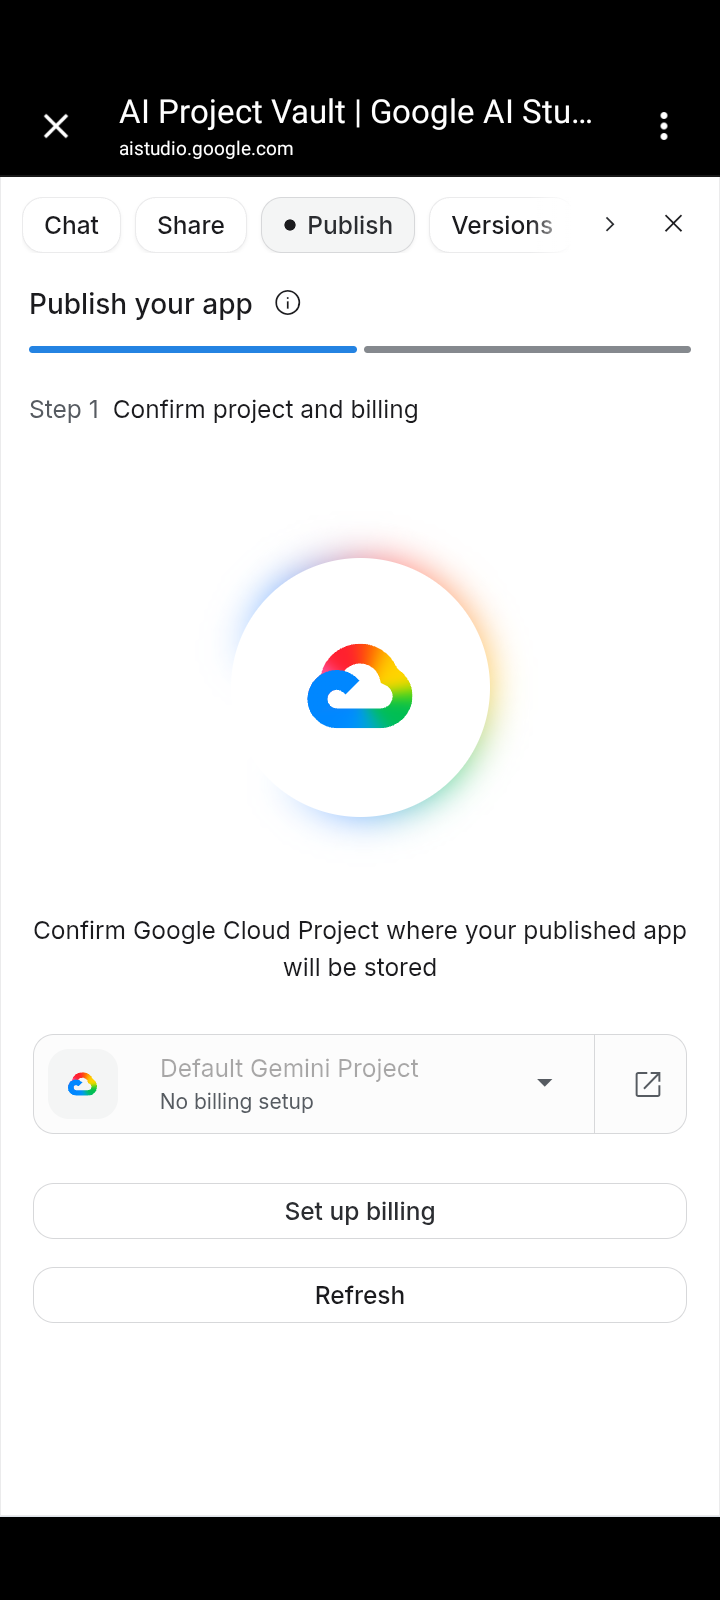 AI Project Vault | Google AI Stu...
aistudio.google.com
Chat Share Publish Versions
Publish your app
Step 1 Confirm project and billing
Confirm Google Cloud Project where your published app
will be stored
Default Gemini Project
No billing setup
Set up billing
Refresh